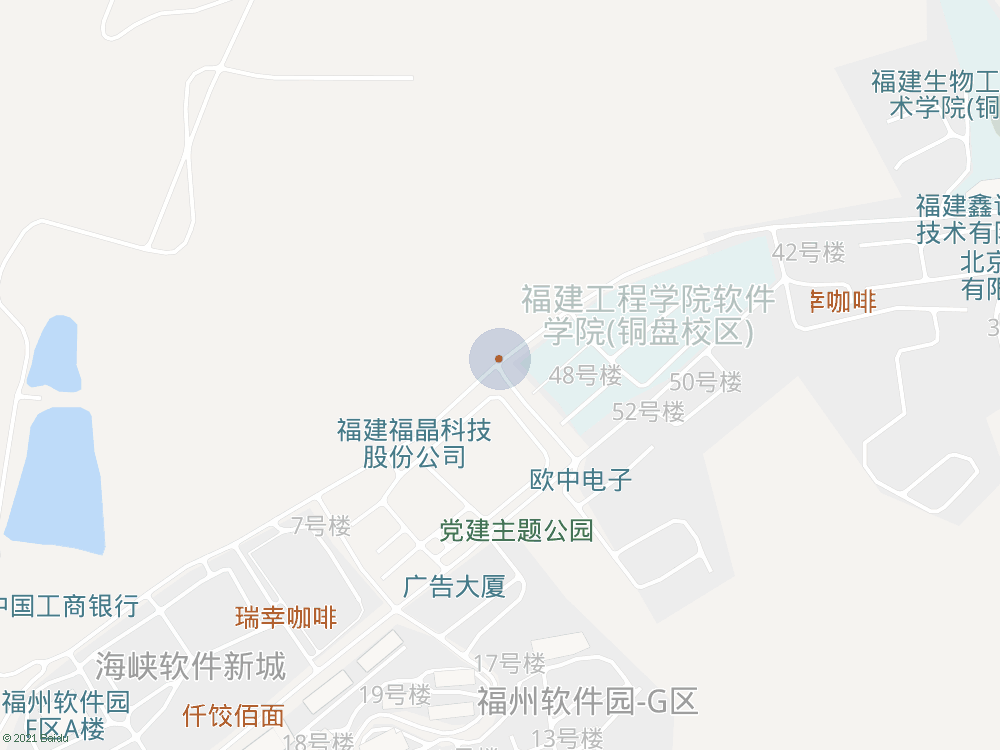 福建生物工
术学院(铜
福建鑫
技术有限
42号楼
北京
有限
幸咖啡
福建工程学院软件
学院(铜盘校区)
48号楼
50号楼
52号楼
福建福晶科技
股份公司
欧中电子
7号楼
党建主题公园
广告大厦
中国工商银行
瑞幸咖啡
海峡软件新城
17号楼
19号楼
福州软件园-G区
福州软件园
F区A楼
仟饺佰面
18号楼
13号楼
号楼
© 2021 Baidu